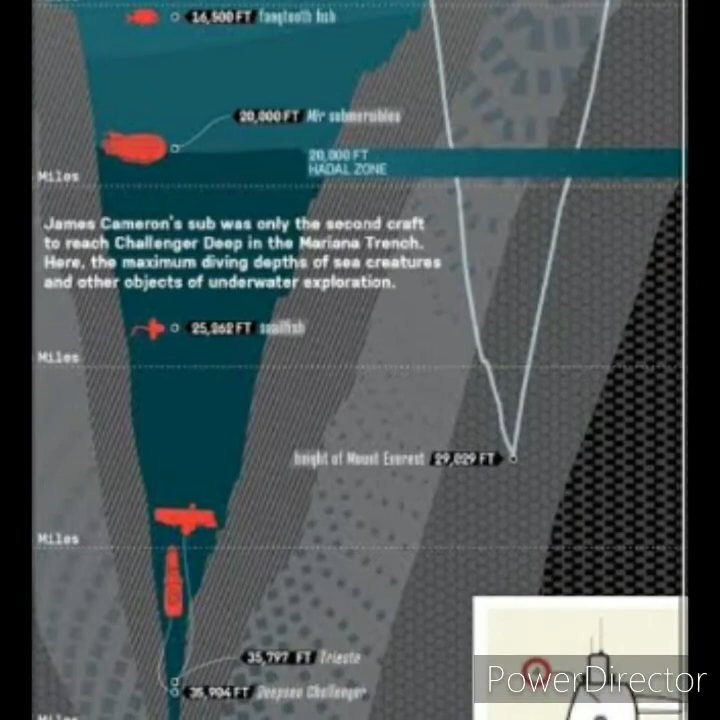 16,500 FT fangtooth fish
20,000 FT Mir submersibles
20,000 FT
HADAL ZONE
Miles
James Cameron's sub was only the second craft
to reach Challenger Deep in the Mariana Trench.
Here, the maximum diving depths of sea creatures
and other objects of underwater exploration.
25,262 FT snailfish
Miles
height of Mount Everest 29,029 FT
Miles
35,797 FT Trieste
PowerDirector
35,904 FT Deepsea Challenger
Miles